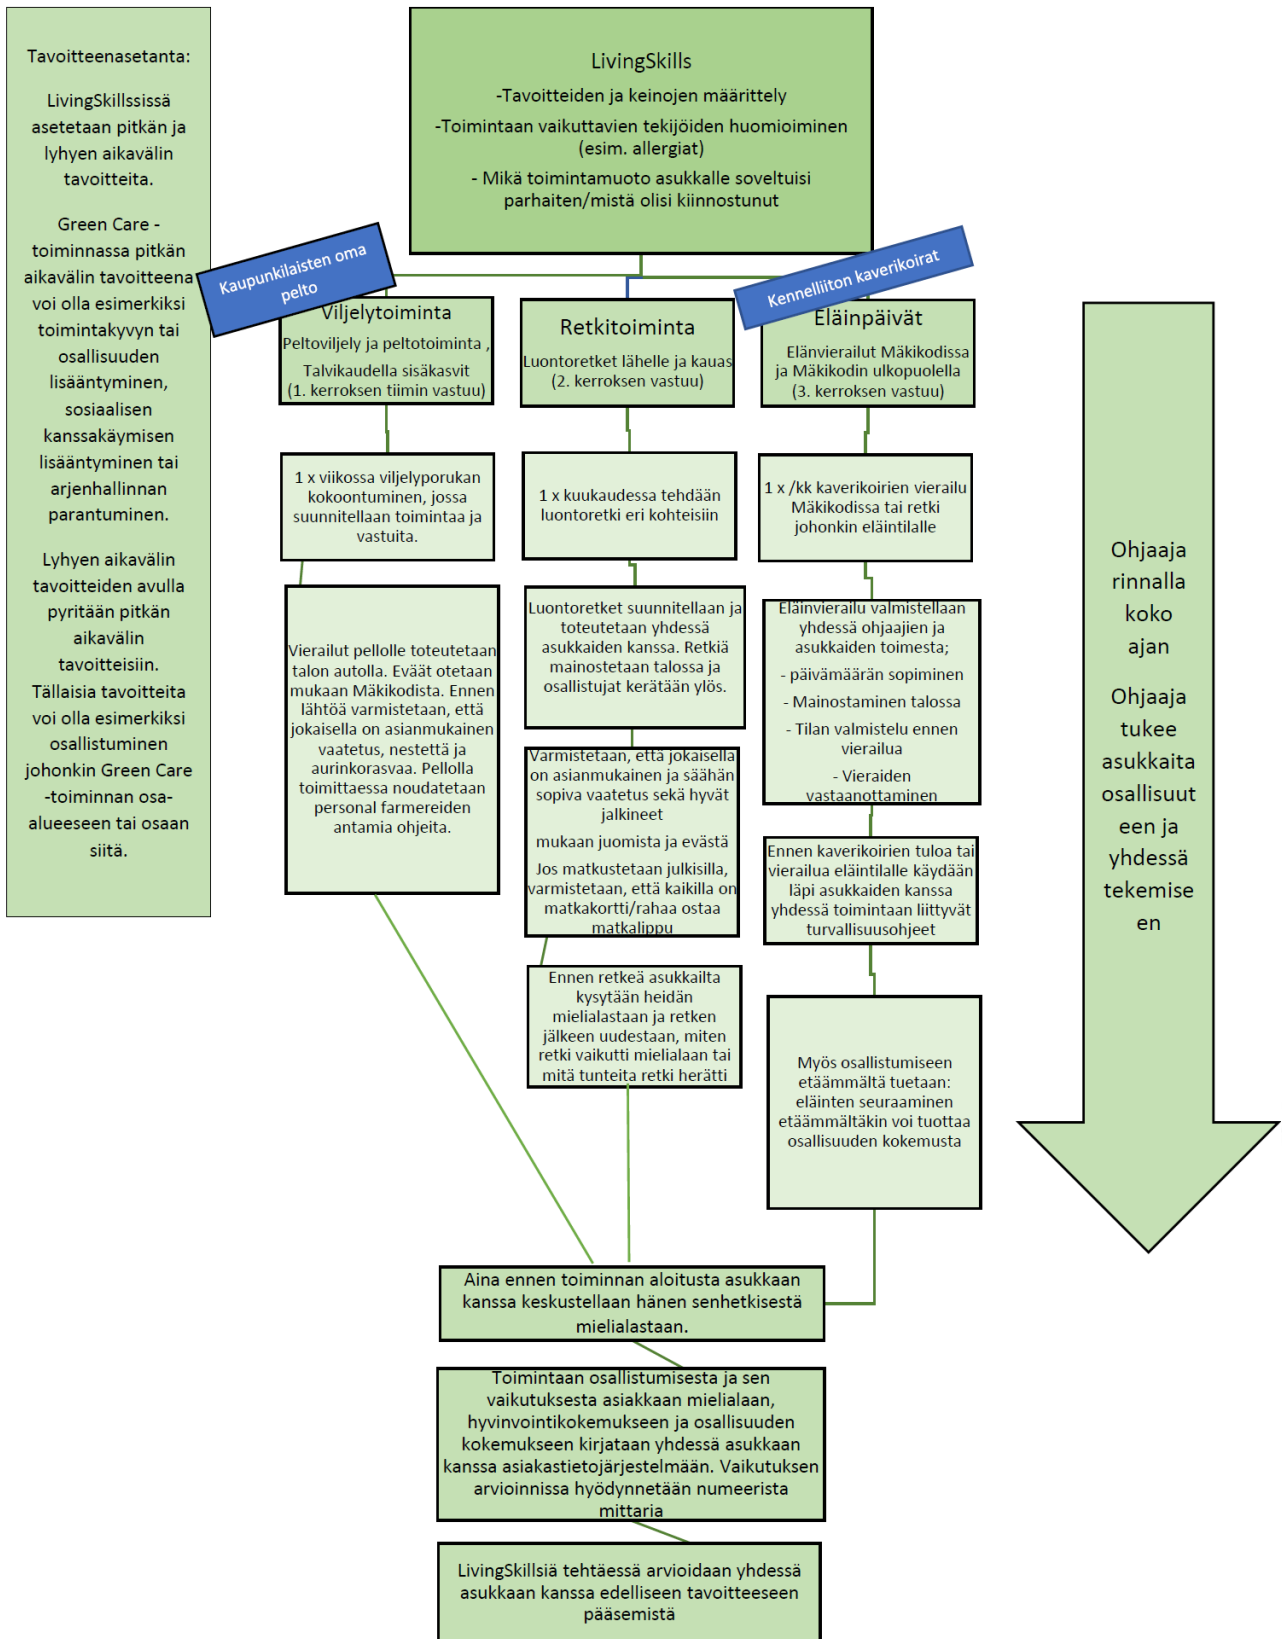 Tavoitteenasetanta:
LivingSkillssissä
asetetaan pitkän ja
lyhyen aikavälin
tavoitteita.
Green Care -
toiminnassa pitkän
aikavälin tavoitteena
voi olla esimerkiksi
toimintakyvyn tai
osallisuuden
lisääntyminen,
sosiaalisen
kanssakäymisen
lisääntyminen tai
arjenhallinnan
parantuminen.
Lyhyen aikavälin
tavoitteiden avulla
pyritään pitkän
aikavälin
tavoitteisiin.
Tällaisia tavoitteita
voi olla esimerkiksi
osallistuminen
johonkin Green Care
-toiminnan osa-
alueeseen tai osaan
siitä.
LivingSkills
-Tavoitteiden ja keinojen määrittely
-Toimintaan vaikuttavien tekijöiden huomioiminen
(esim. allergiat)
- Mikä toimintamuoto asukkalle soveltuisi
parhaiten/mistä olisi kiinnostunut
Kaupunkilaisten oma
pelto
Viljelytoiminta
Peltoviljely ja peltotoiminta ,
Talvikaudella sisäkasvit
(1. kerroksen tiimin vastuu)
1 x viikossa viljelyporukan
kokoontuminen, jossa
suunnitellaan toimintaa ja
vastuita.
Vierailut pellolle toteutetaan
talon autolla. Eväät otetaan
mukaan Mäkikodista. Ennen
lähtöä varmistetaan, että
jokaisella on asianmukainen
vaatetus, nestettä ja
aurinkorasvaa. Pellolla
toimittaessa noudatetaan
personal farmereiden
antamia ohjeita.
Retkitoiminta
Luontoretket lähelle ja kauas
(2. kerroksen vastuu)
1 x kuukaudessa tehdään
luontoretki eri kohteisiin
Luontoretket suunnitellaan ja
toteutetaan yhdessä
asukkaiden kanssa. Retkiä
mainostetaan talossa ja
osallistujat kerätään ylös.
Varmistetaan, että jokaisella
on asianmukainen ja säähän
sopiva vaatetus sekä hyvät
jalkineet
mukaan juomista ja evästä
Jos matkustetaan julkisilla,
varmistetaan, että kaikilla on
matkakortti/rahaa ostaa
matkalippu
Ennen retkeä asukkailta
kysytään heidän
mielialastaan ja retken
jälkeen uudestaan, miten
retki vaikutti mielialaan tai
mitä tunteita retki herätti
Kennelliiton kaverikoirat
Eläinpäivät
Elänvierailut Mäkikodissa
ja Mäkikodin ulkopuolella
(3. kerroksen vastuu)
1 x /kk kaverikoirien vierailu
Mäkikodissa tai retki
johonkin eläintilalle
Eläinvierailu valmistellaan
yhdessä ohjaajien ja
asukkaiden toimesta;
- päivämäärän sopiminen
- Mainostaminen talossa
- Tilan valmistelu ennen
vierailua
- Vieraiden
vastaanottaminen
Ennen kaverikoirien tuloa tai
vierailua eläintilalle käydään
läpi asukkaiden kanssa
yhdessä toimintaan liittyvät
turvallisuusohjeet
Myös osallistumiseen
etäämmältä tuetaan:
eläinten seuraaminen
etäämmältäkin voi tuottaa
osallisuuden kokemusta
Ohjaaja
rinnalla
koko
ajan
Ohjaaja
tukee
asukkaita
osallisuut
een ja
yhdessä
tekemise
en
Aina ennen toiminnan aloitusta asukkaan
kanssa keskustellaan hänen senhetkisestä
mielialastaan.
Toimintaan osallistumisesta ja sen
vaikutuksesta asiakkaan mielialaan,
hyvinvointikokemukseen ja osallisuuden
kokemukseen kirjataan yhdessä asukkaan
kanssa asiakastietojärjestelmään. Vaikutuksen
arvioinnissa hyödynnetään numeerista
mittaria
LivingSkillsiä tehtäessä arvioidaan yhdessä
asukkaan kanssa edelliseen tavoitteeseen
pääsemistä